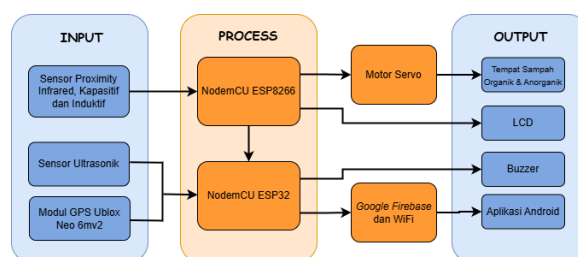 INPUT
PROCESS
OUTPUT
Sensor Proximity
Infrared, Kapasitif
dan Induktif
NodemCU ESP8266
Motor Servo
Tempat Sampah
Organik & Anorganik
LCD
Sensor Ultrasonik
NodemCU ESP32
Buzzer
Modul GPS Ublox
Neo 6mv2
Google Firebase
dan WiFi
Aplikasi Android